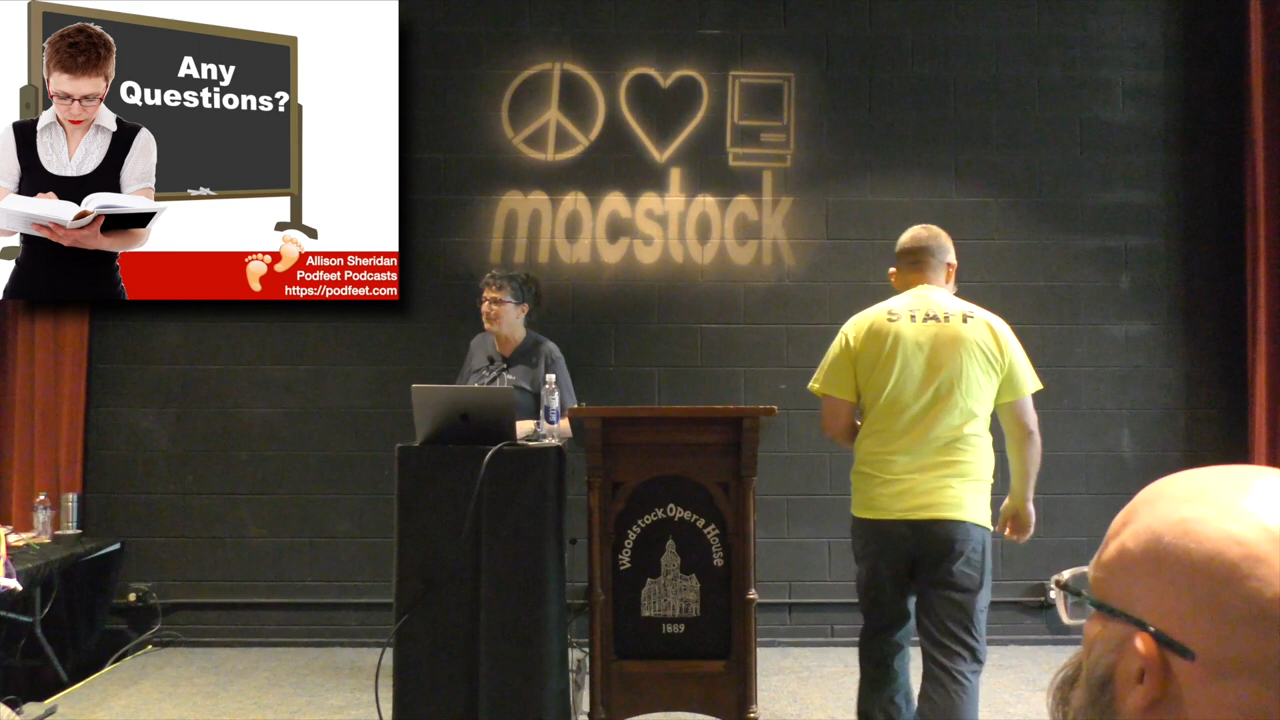 Any
Questions?
Allison Sheridan
Podfeet Podcasts
https://podfeet.com
macstock
STAFF
Woodstock Opera House
1889